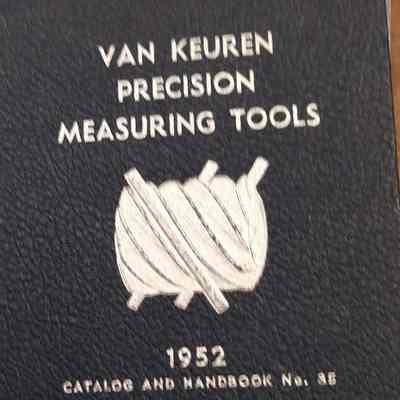 VAN KEUREN
PRECISION
MEASURING TOOLS
1952
CATALOG AND HANDBOOK No. 35